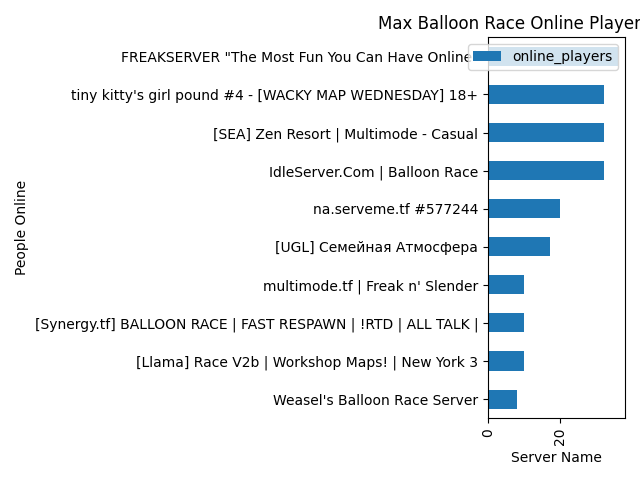 Max Balloon Race Online Player
online_players
FREAKSERVER "The Most Fun You Can Have Online
tiny kitty's girl pound #4 - [WACKY MAP WEDNESDAY] 18+
[SEA] Zen Resort | Multimode - Casual
IdleServer.Com | Balloon Race
na.serveme.tf #577244
[UGL] Семейная Атмосфера
multimode.tf | Freak n' Slender
[Synergy.tf] BALLOON RACE | FAST RESPAWN | !RTD | ALL TALK |
[Llama] Race V2b | Workshop Maps! | New York 3
Weasel's Balloon Race Server
People Online
0
20
Server Name